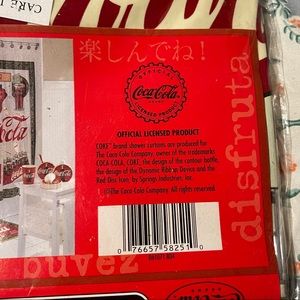 CARE I
楽しんでね!
OFFICIAL
Coca-Cola
LICENSED PRODUCT
OFFICIAL LICENSED PRODUCT
COKE® brand shower curtains are produced for
The Coca-Cola Company, owner of the trademarks
COCA-COLA, COKE, the design of the contour bottle,
the design of the Dynamic Ribbon Device and the
Red Disc Icon, by Springs Industries, Inc.
©The Coca-Cola Company. All rights reserved.
0 76657 58251 0
disfruta
buvez